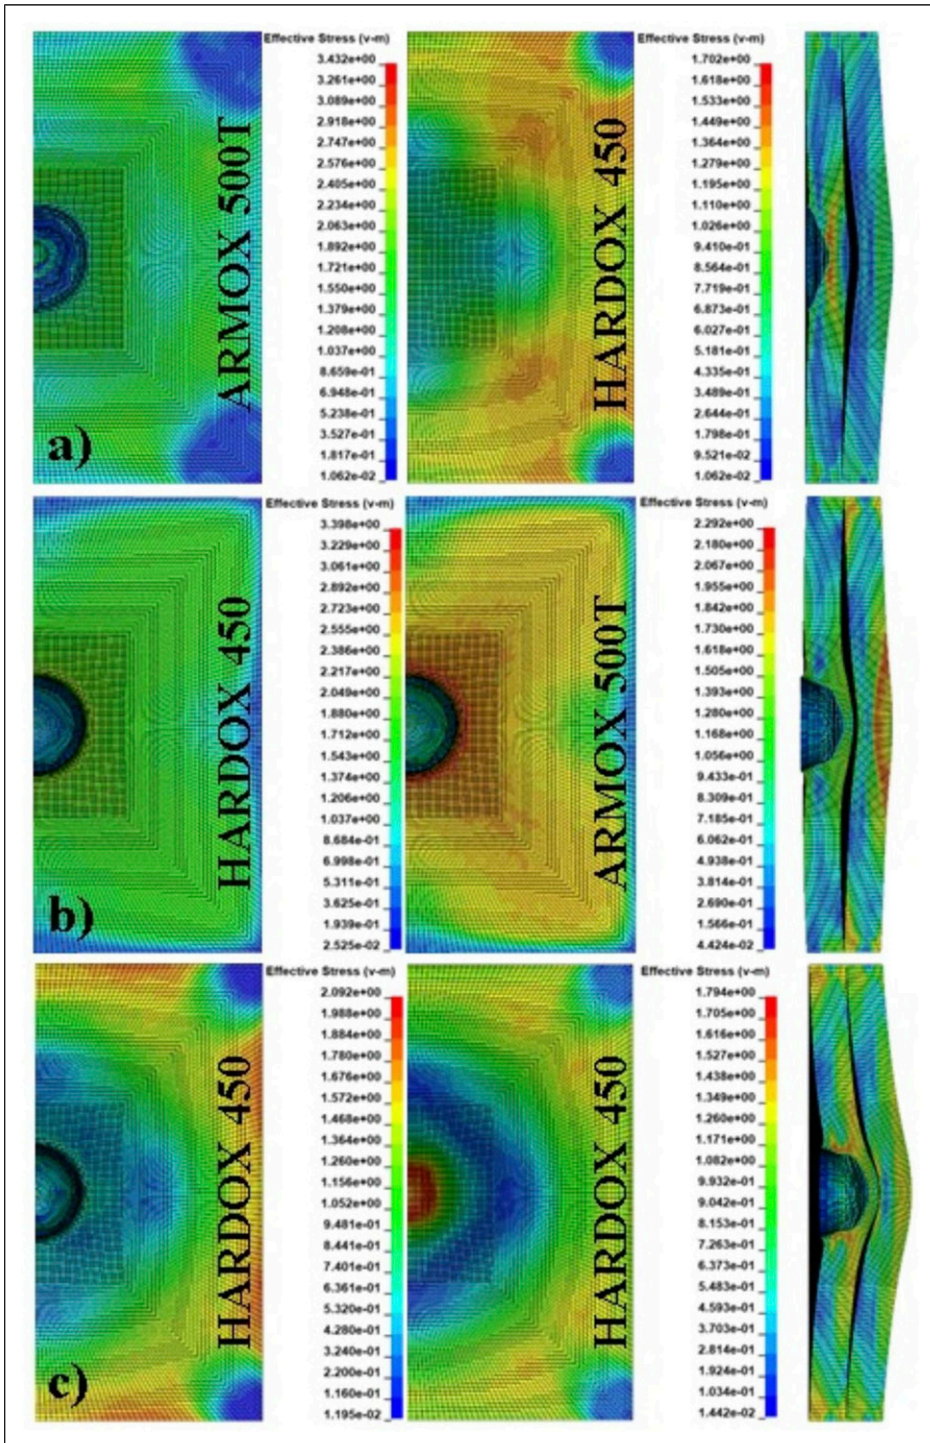 Effective Stress (v-m)
3.432e+00
3.261e+00
3.089e+00
2.918e+00
2.747e+00
2.576e+00
2.405e+00
2.234e+00
2.063e+00
1.892e+00
1.721e+00
1.550e+00
1.379e+00
1.208e+00
1.037e+00
8.659e-01
6.948e-01
5.238e-01
3.527e-01
1.817e-01
1.062e-02
ARMOX 500T
a)
Effective Stress (v-m)
1.702e+00
1.618e+00
1.533e+00
1.449e+00
1.364e+00
1.279e+00
1.195e+00
1.110e+00
1.026e+00
9.410e-01
8.564e-01
7.719e-01
6.873e-01
6.027e-01
5.181e-01
4.335e-01
3.489e-01
2.644e-01
1.798e-01
9.521e-02
1.062e-02
HARDOX 450
Effective Stress (v-m)
3.398e+00
3.229e+00
3.061e+00
2.892e+00
2.723e+00
2.555e+00
2.386e+00
2.217e+00
2.049e+00
1.880e+00
1.712e+00
1.543e+00
1.374e+00
1.206e+00
1.037e+00
8.684e-01
6.998e-01
5.311e-01
3.625e-01
1.939e-01
2.525e-02
HARDOX 450
b)
Effective Stress (v-m)
2.292e+00
2.180e+00
2.067e+00
1.955e+00
1.842e+00
1.730e+00
1.618e+00
1.505e+00
1.393e+00
1.280e+00
1.168e+00
1.056e+00
9.433e-01
8.309e-01
7.185e-01
6.062e-01
4.938e-01
3.814e-01
2.690e-01
1.566e-01
4.424e-02
ARMOX 500T
Effective Stress (v-m)
2.092e+00
1.988e+00
1.884e+00
1.780e+00
1.676e+00
1.572e+00
1.468e+00
1.364e+00
1.260e+00
1.156e+00
1.052e+00
9.481e-01
8.441e-01
7.401e-01
6.361e-01
5.320e-01
4.280e-01
3.240e-01
2.200e-01
1.160e-01
1.195e-02
HARDOX 450
c)
Effective Stress (v-m)
1.794e+00
1.705e+00
1.616e+00
1.527e+00
1.438e+00
1.349e+00
1.260e+00
1.171e+00
1.082e+00
9.932e-01
9.042e-01
8.153e-01
7.263e-01
6.373e-01
5.483e-01
4.593e-01
3.703e-01
2.814e-01
1.924e-01
1.034e-01
1.442e-02
HARDOX 450